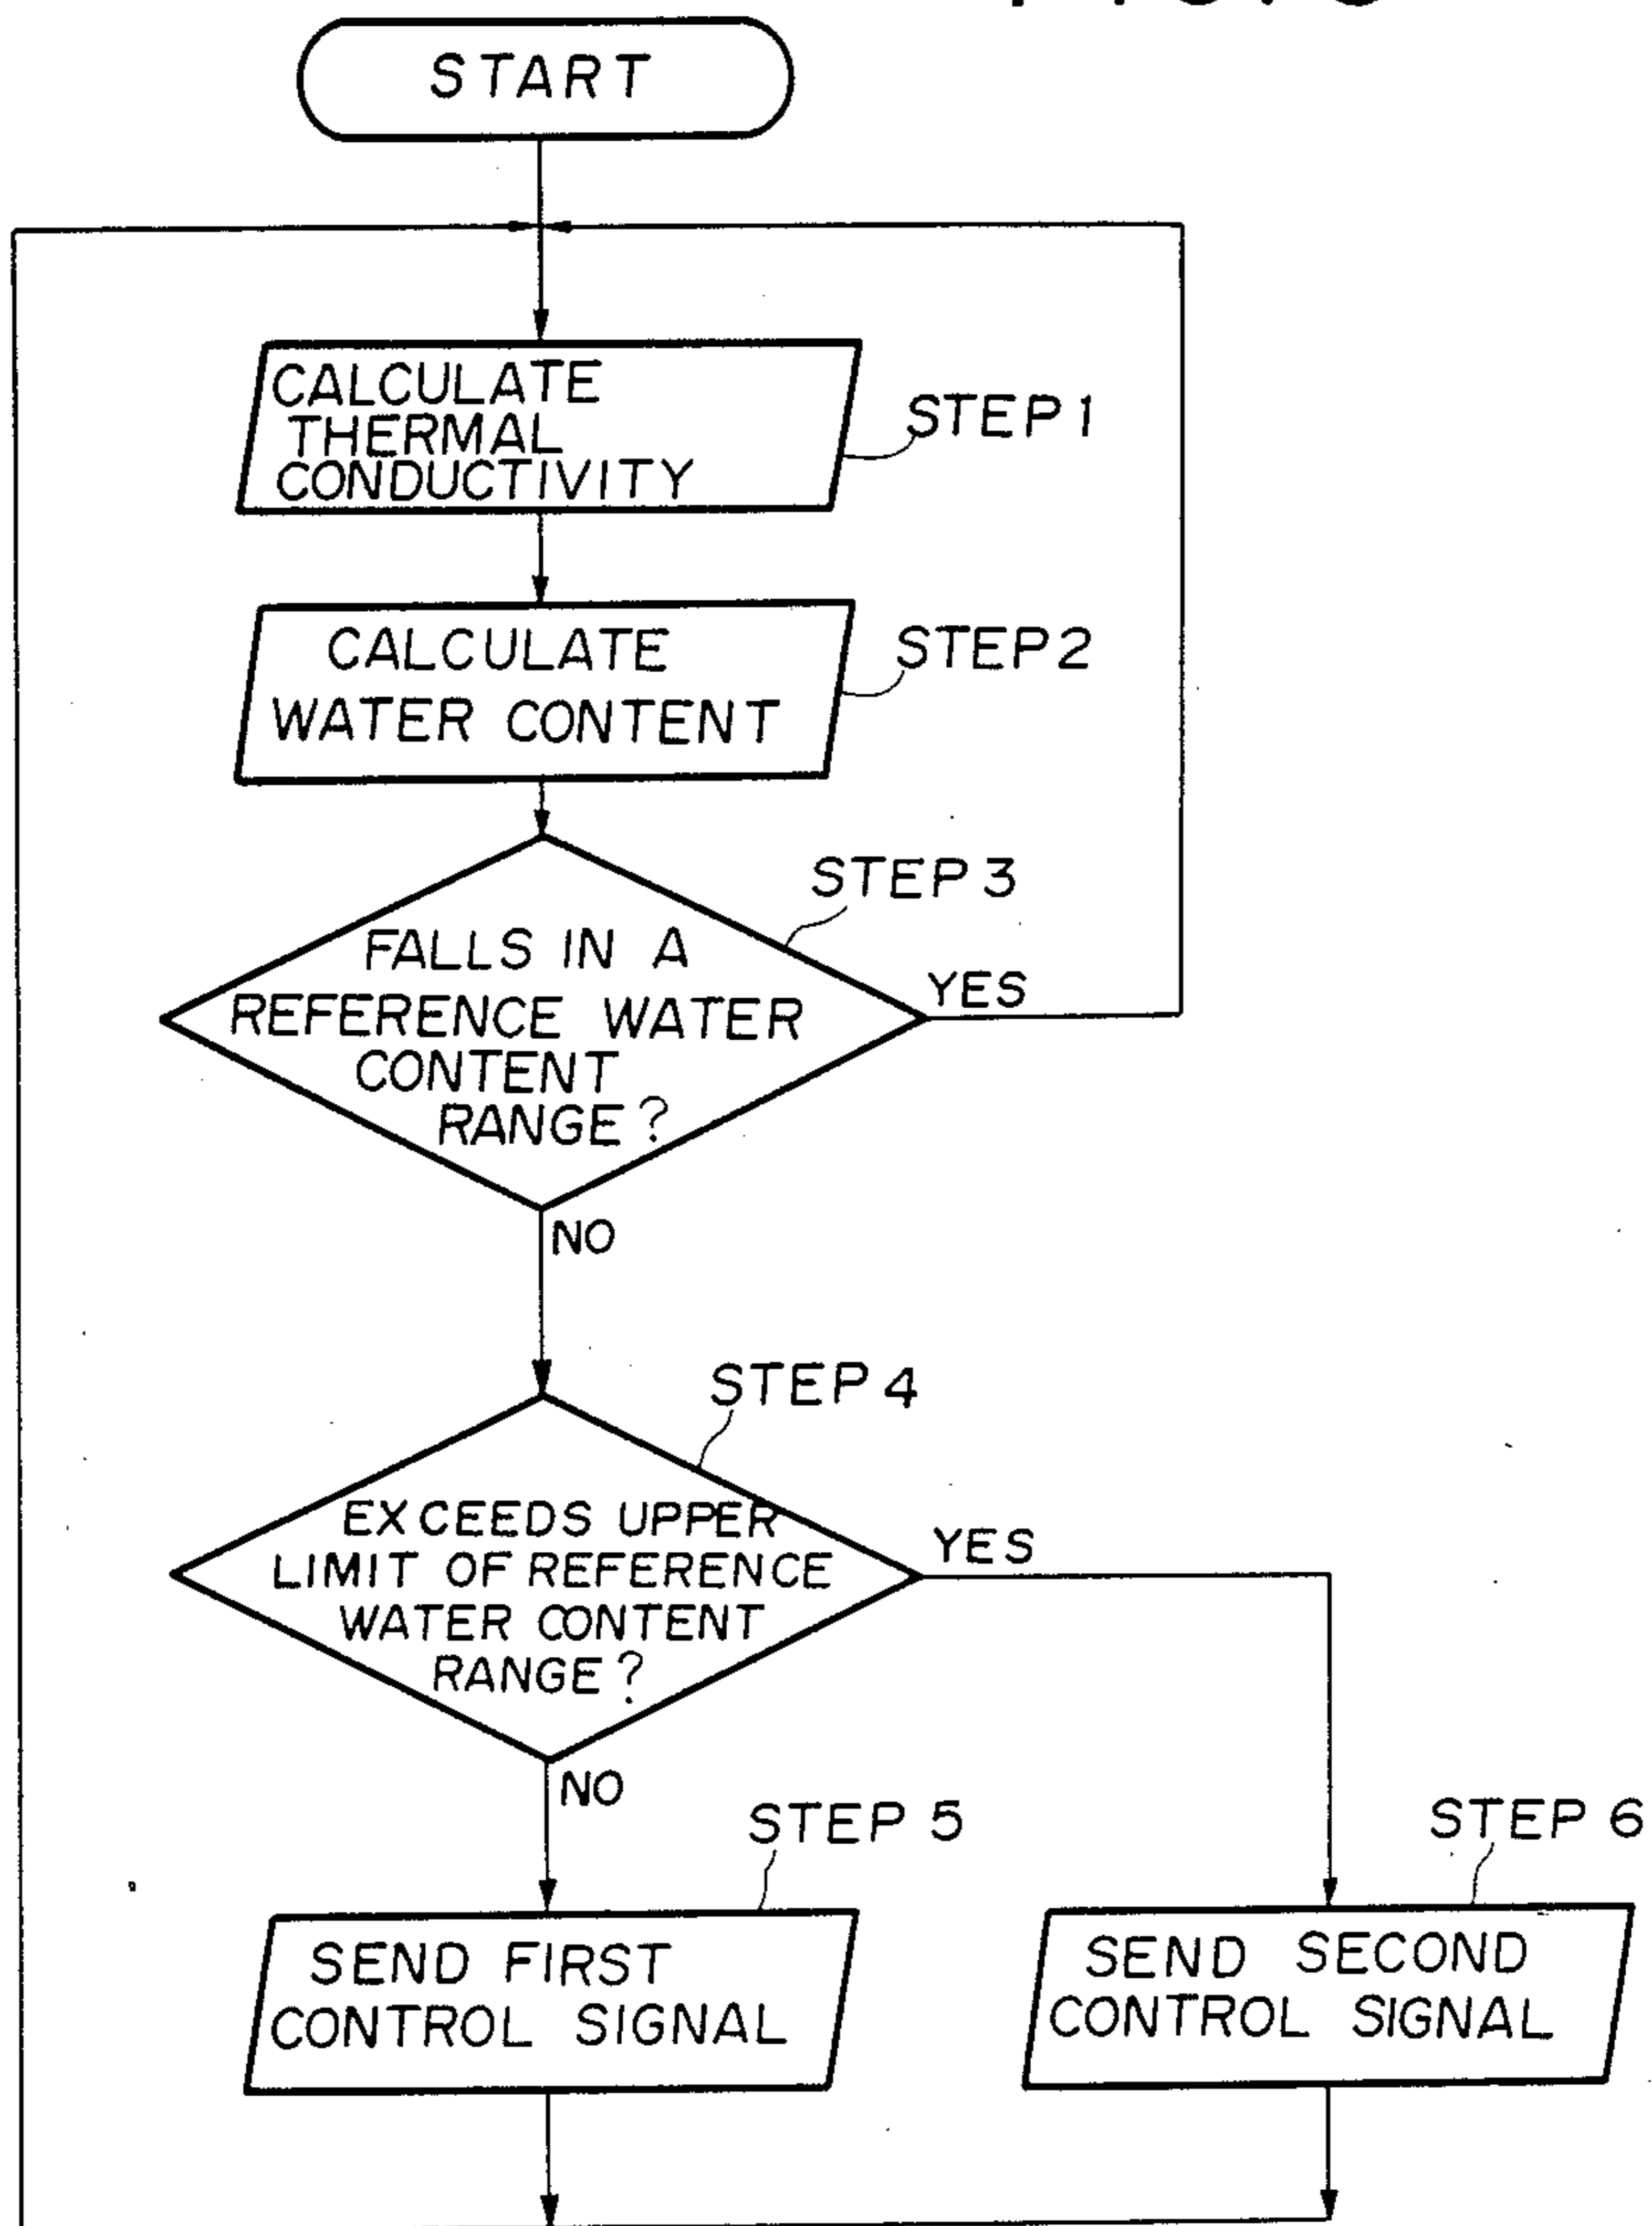 START
CALCULATE
THERMAL
CONDUCTIVITY
STEP 1
CALCULATE
WATER CONTENT
STEP 2
STEP 3
FALLS IN A
REFERENCE WATER
CONTENT
RANGE?
YES
NO
STEP 4
EXCEEDS UPPER
LIMIT OF REFERENCE
WATER CONTENT
RANGE?
YES
NO
STEP 5
SEND FIRST
CONTROL SIGNAL
STEP 6
SEND SECOND
CONTROL SIGNAL